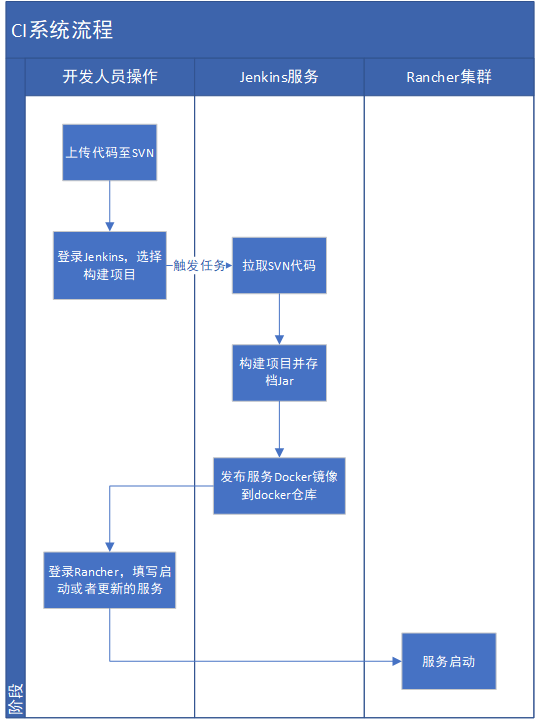 CI系统流程
开发人员操作
Jenkins服务
Rancher集群
上传代码至SVN
登录Jenkins，选择
构建项目
触发任务
拉取SVN代码
构建项目并存
档Jar
发布服务Docker镜像
到docker仓库
登录Rancher，填写启
动或者更新的服务
服务启动
阶段